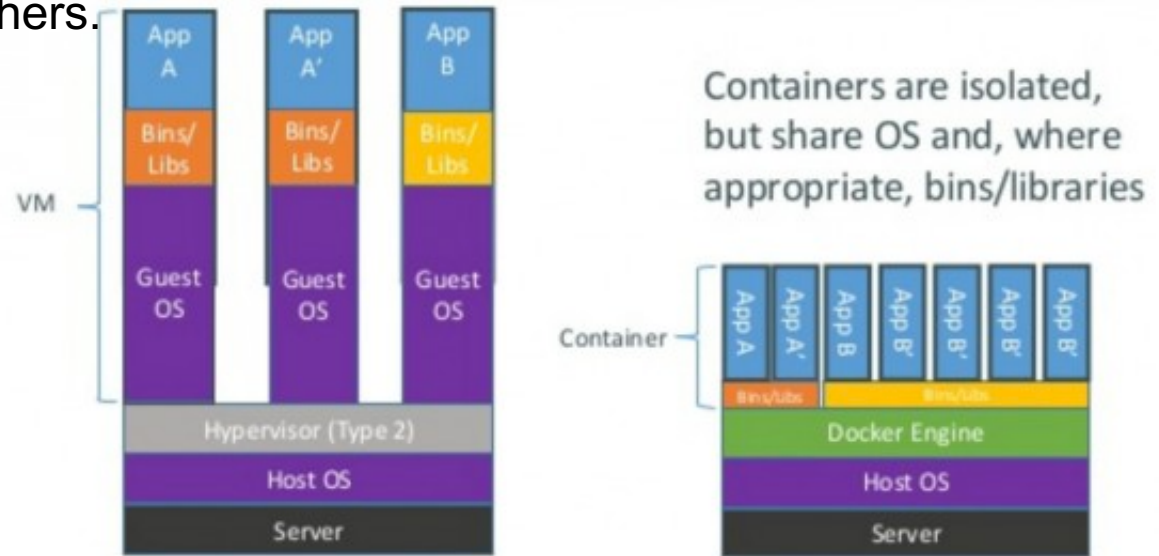 hers.
App
A
Bins/
Libs
Guest
OS
App
A'
Bins/
Libs
Guest
OS
App
B
Bins/
Libs
Guest
OS
VM
Hypervisor (Type 2)
Host OS
Server
Containers are isolated,
but share OS and, where
appropriate, bins/libraries
Container
App A
App A'
App B
App B'
App B'
App B'
App B'
Bins/Libs
Bins/Libs
Docker Engine
Host OS
Server